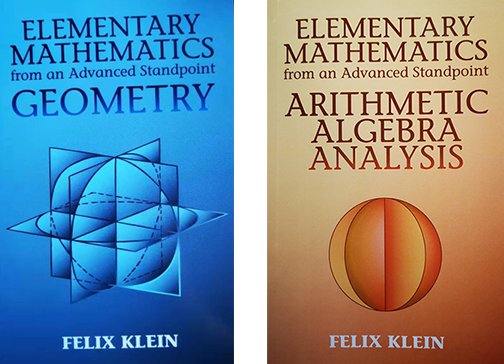 ELEMENTARY
MATHEMATICS
from an Advanced Standpoint
GEOMETRY
FELIX KLEIN
ELEMENTARY
MATHEMATICS
from an Advanced Standpoint
ARITHMETIC
ALGEBRA
ANALYSIS
FELIX KLEIN